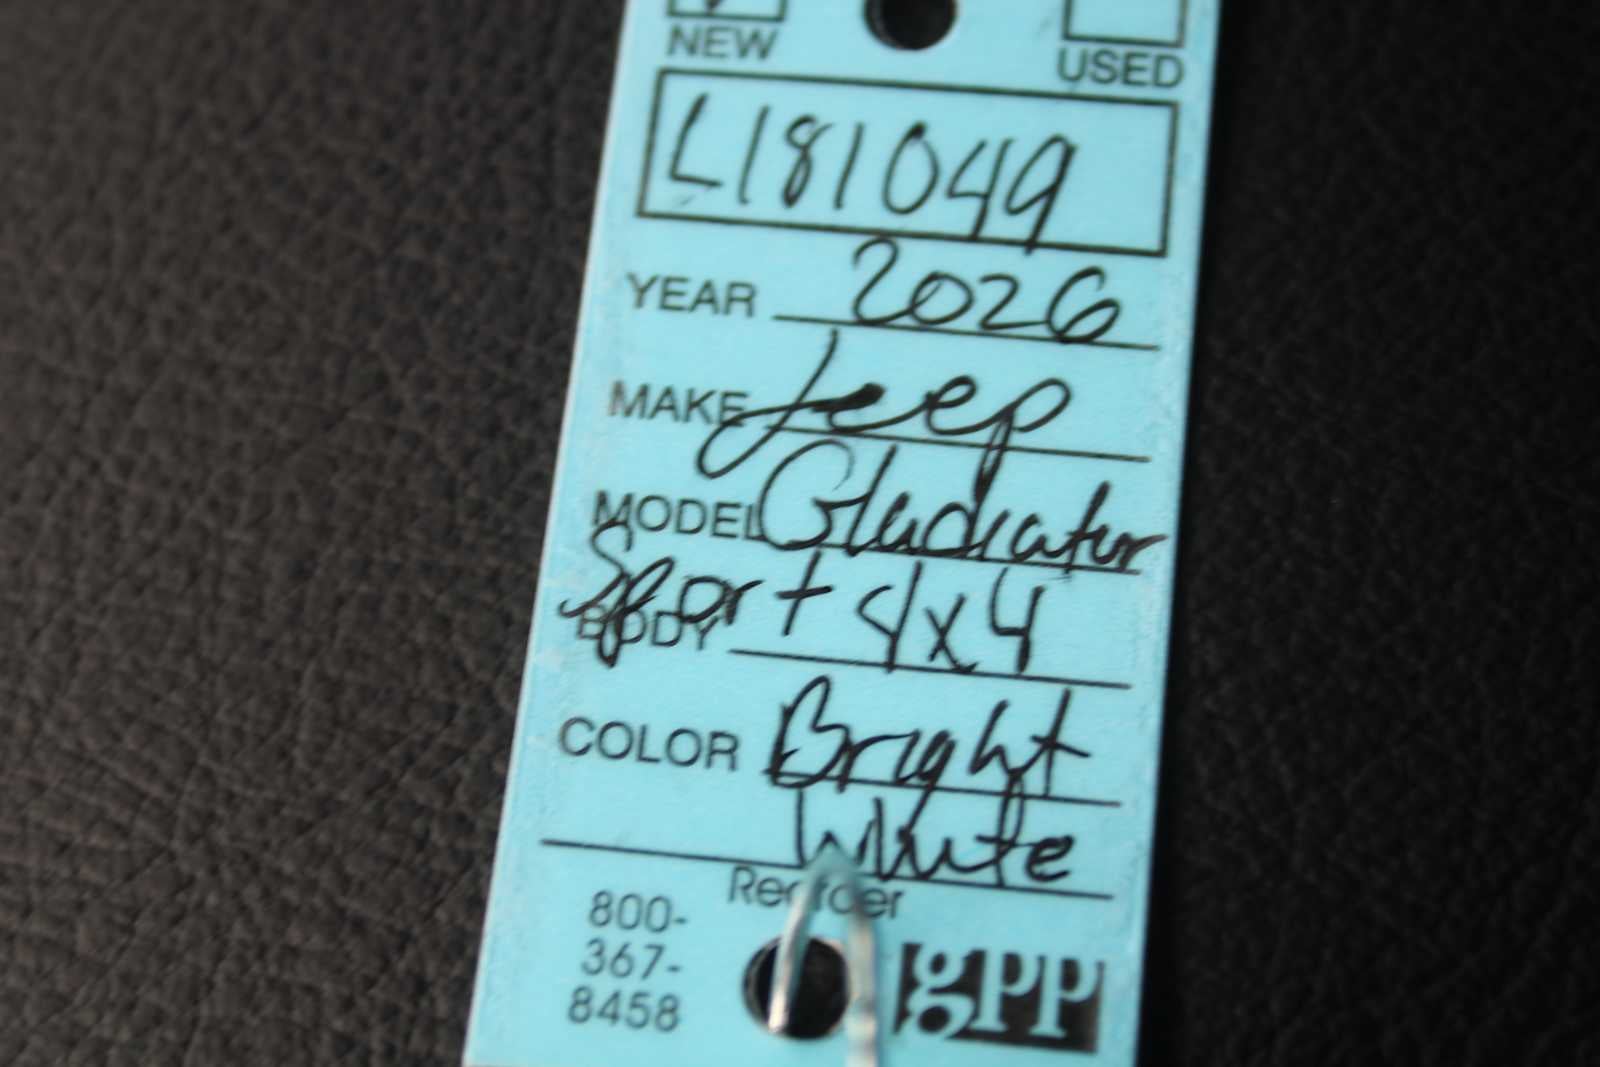 NEW USED
L181049
YEAR 2026
MAKE Jeep
MODEL Gladiator
Sport 4x4
BODY
COLOR Bright
White
Reorder
800-
367-
8458
gpp